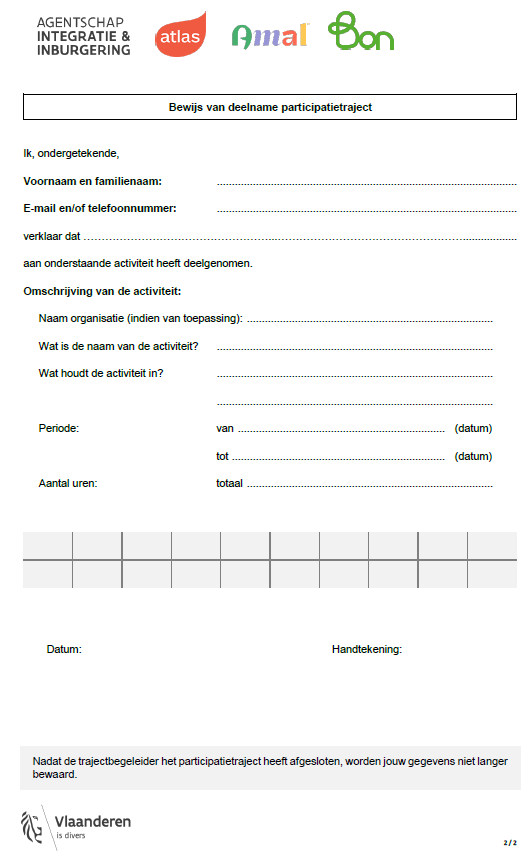 AGENTSCHAP
INTEGRATIE &
INBURGERING
atlas
Amal
Bon
Bewijs van deelname participatietraject
Ik, ondergetekende,
Voornaam en familienaam: ....................................................................................................
E-mail en/of telefoonnummer: ....................................................................................................
verklaar dat ....................................................................................................
aan onderstaande activiteit heeft deelgenomen.
Omschrijving van de activiteit:
Naam organisatie (indien van toepassing): ..................................................................................
Wat is de naam van de activiteit? ............................................................................................
Wat houdt de activiteit in? ............................................................................................
............................................................................................
Periode: van ..................................................................... (datum)
tot ....................................................................... (datum)
Aantal uren: totaal ..................................................................................
Datum: Handtekening:
Nadat de trajectbegeleider het participatietraject heeft afgesloten, worden jouw gegevens niet langer
bewaard.
Vlaanderen
is divers
2 / 2